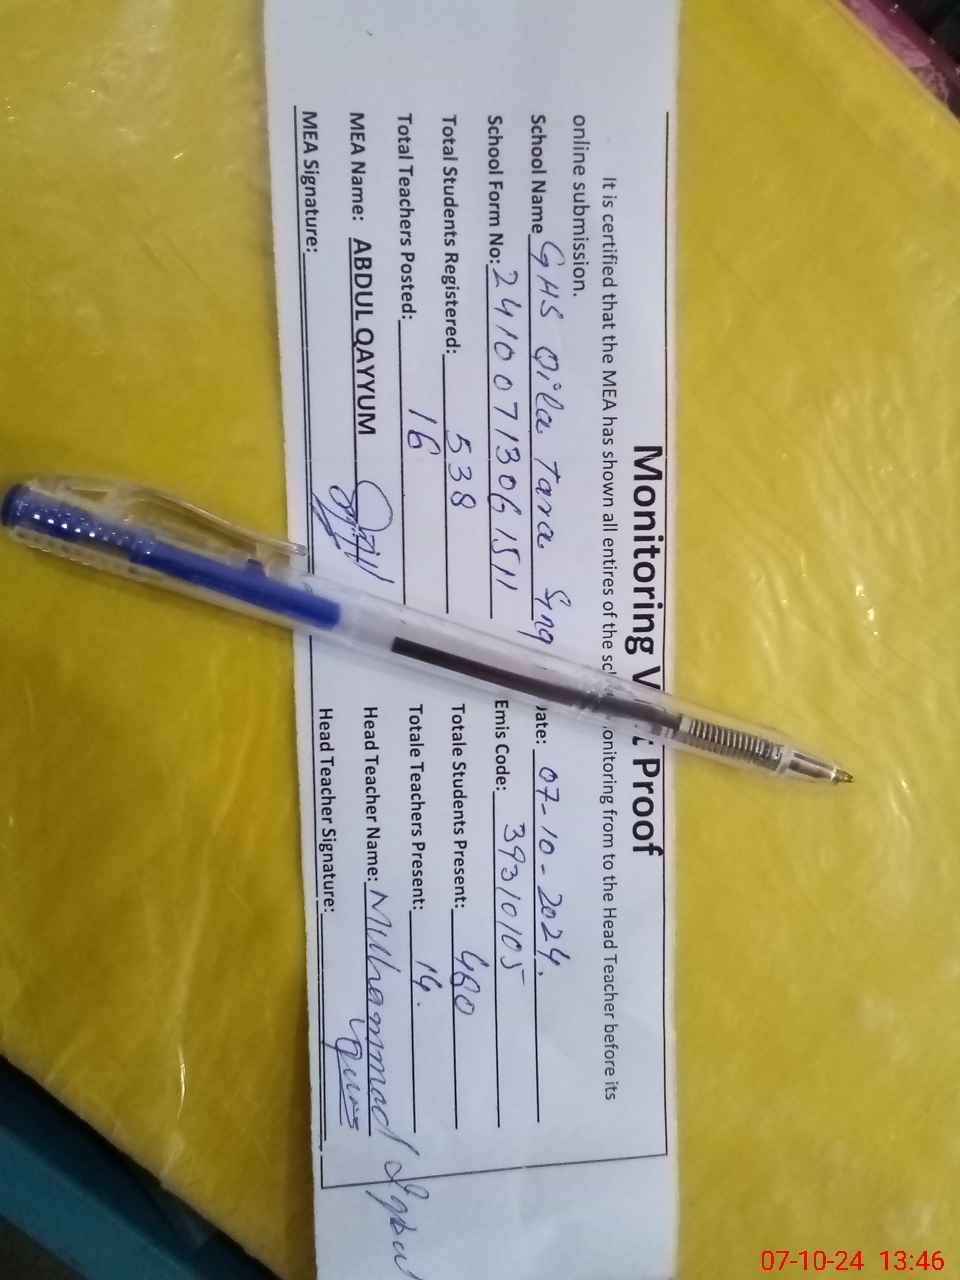 Monitoring V t Proof
It is certified that the MEA has shown all entires of the onitoring from to the Head Teacher before its
online submission.
School Name GHS Qila Tara Sing Date: 07-10-2024.
School Form No: 24100713061511 Emis Code: 39310105
Total Students Registered: 538 Totale Students Present: 460
Total Teachers Posted: 16 Totale Teachers Present: 14.
MEA Name: ABDUL QAYYUM Head Teacher Name: Muhammad Iqbal
MEA Signature: Head Teacher Signature:
07-10-24 13:46